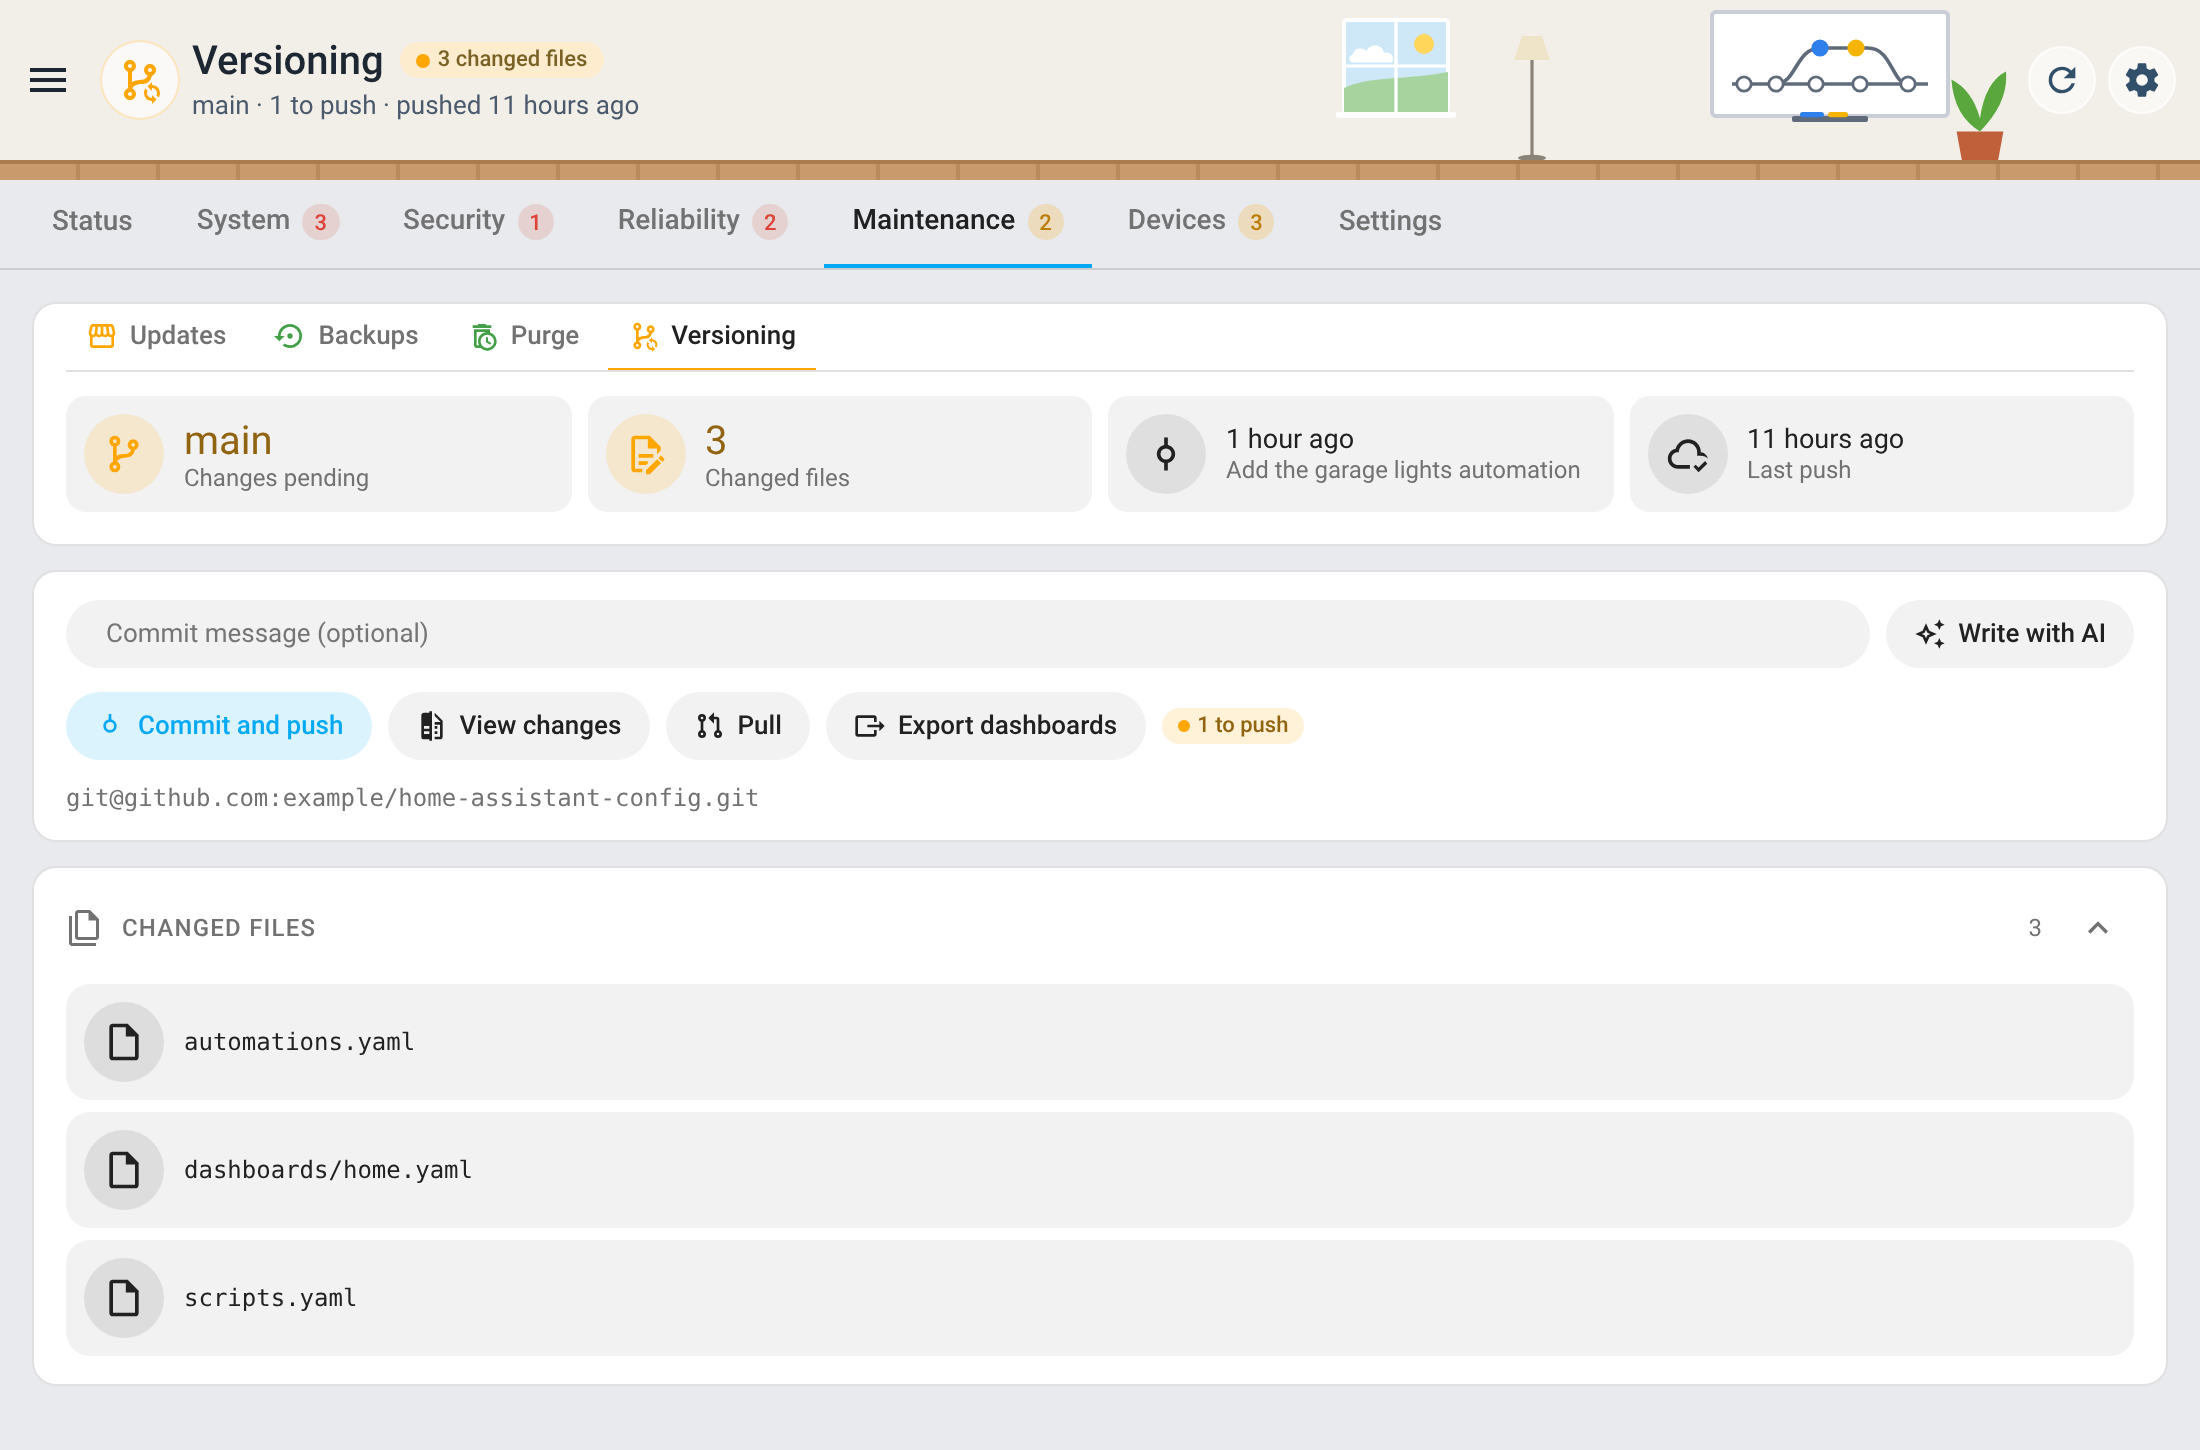 Versioning
3 changed files
main · 1 to push · pushed 11 hours ago
Status
System 3
Security 1
Reliability 2
Maintenance 2
Devices 3
Settings
Updates
Backups
Purge
Versioning
main
Changes pending
3
Changed files
1 hour ago
Add the garage lights automation
11 hours ago
Last push
Commit message (optional)
Write with AI
Commit and push
View changes
Pull
Export dashboards
1 to push
git@github.com:example/home-assistant-config.git
CHANGED FILES
3
automations.yaml
dashboards/home.yaml
scripts.yaml